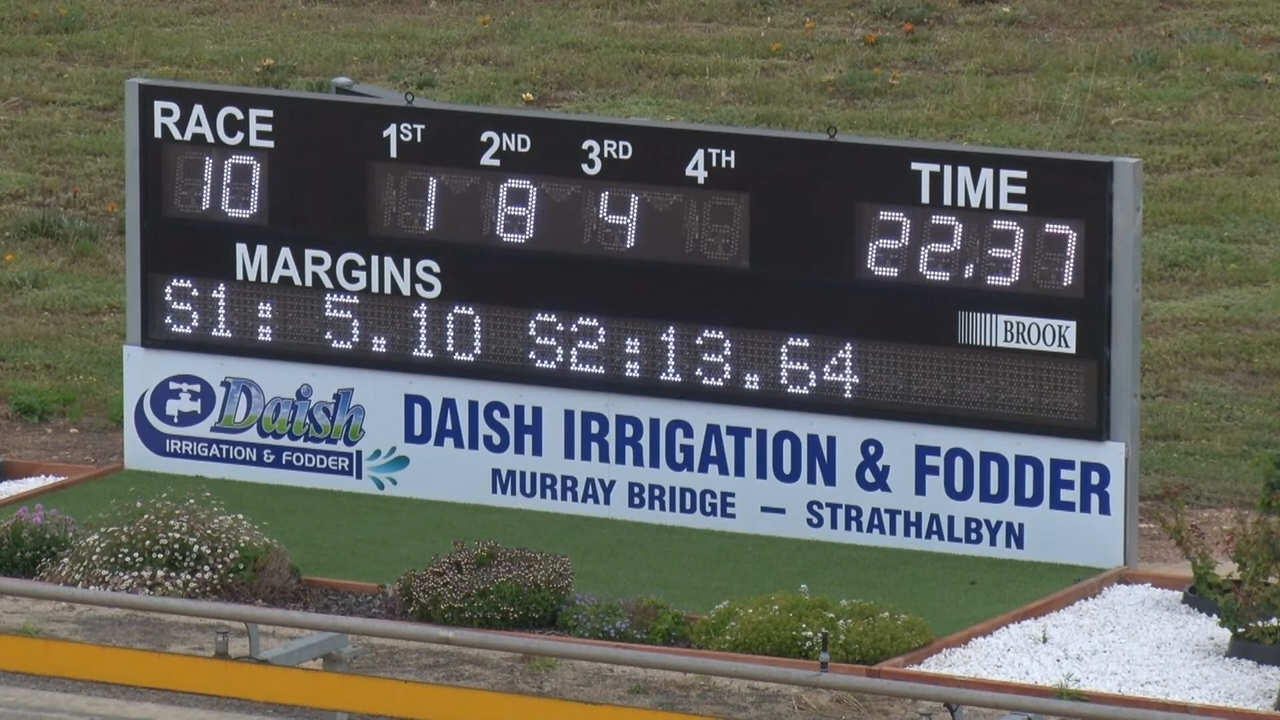 RACE 1ST 2ND 3RD 4TH TIME
10 1 8 4 22.37
MARGINS
S1: 5.10 S2:13.64
BROOK
Daish
IRRIGATION & FODDER
DAISH IRRIGATION & FODDER
MURRAY BRIDGE – STRATHALBYN